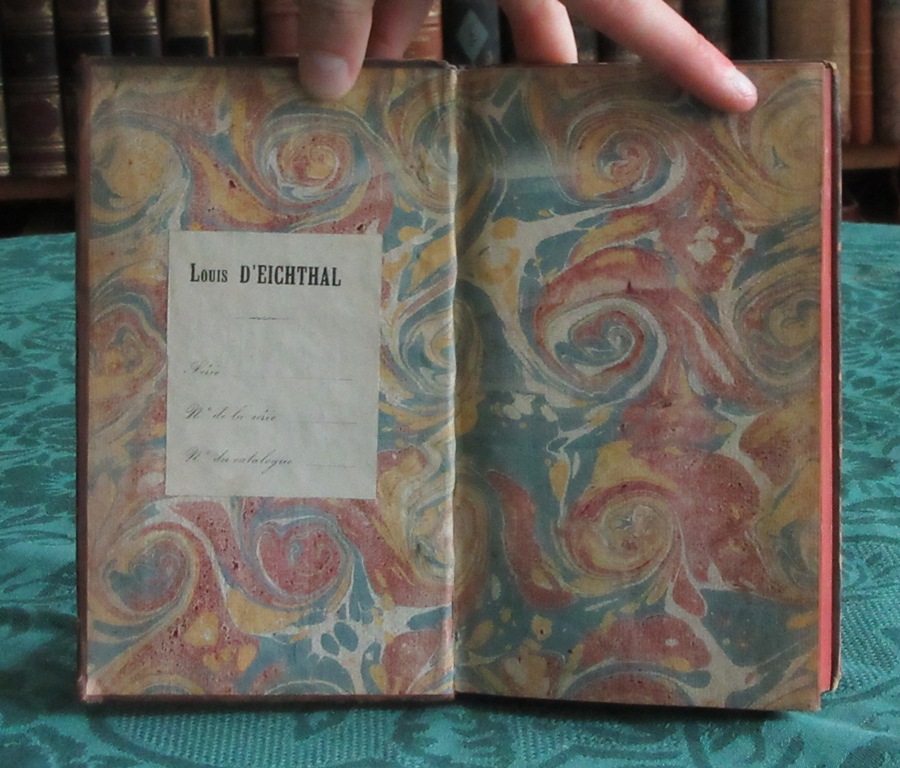 Louis D'EICHTHAL
Série
N° de la série
N° du catalogue